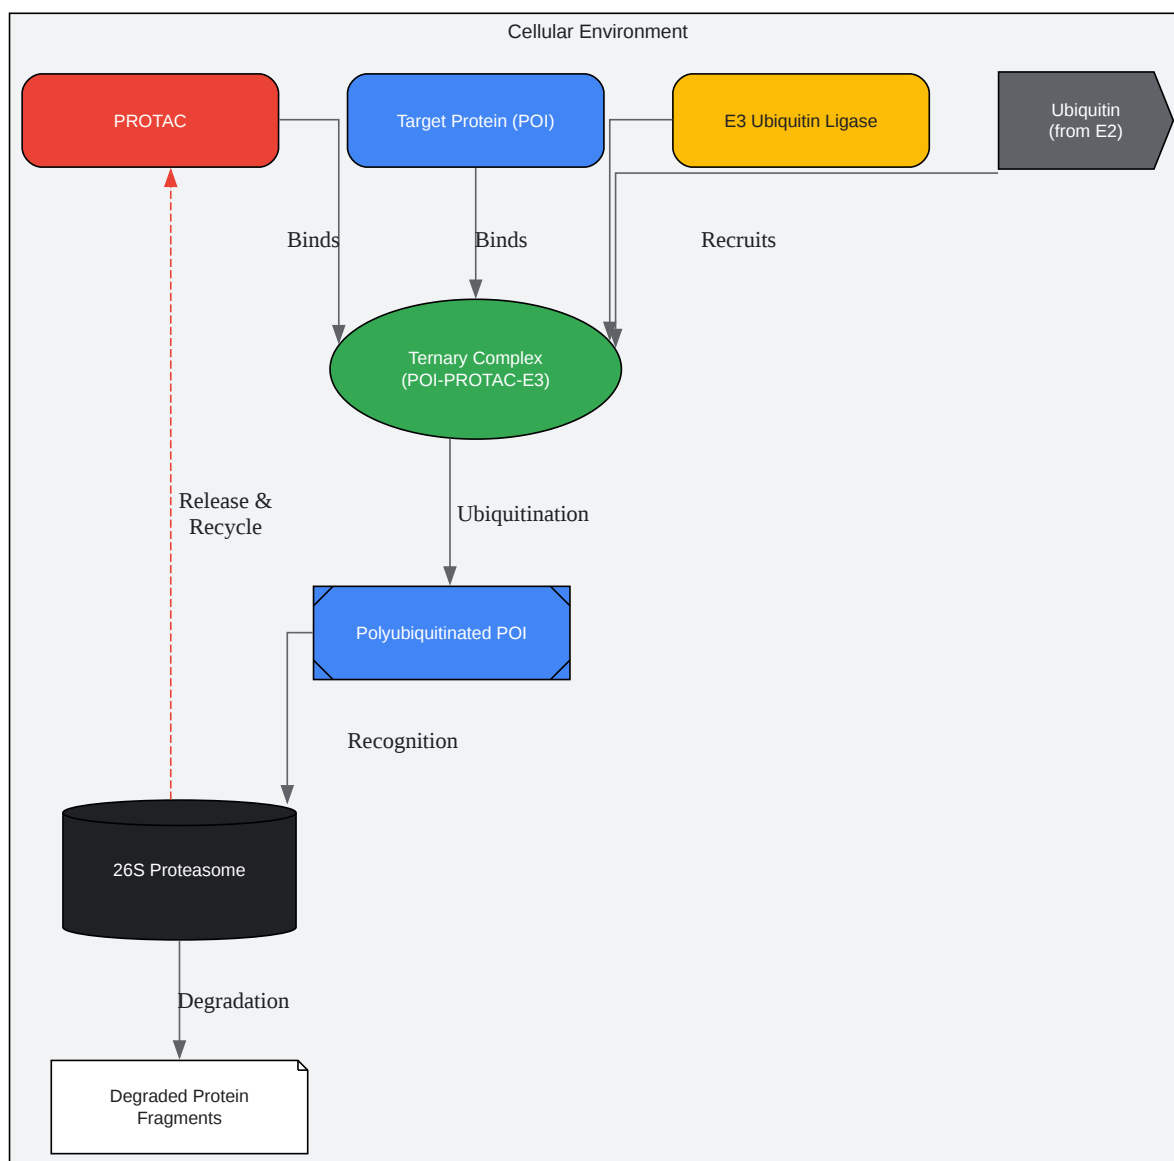 Cellular Environment
PROTAC
Target Protein (POI)
E3 Ubiquitin Ligase
Ubiquitin
(from E2)
Binds
Binds
Recruits
Ternary Complex
(POI-PROTAC-E3)
Release &
Recycle
Ubiquitination
Polyubiquitinated POI
Recognition
26S Proteasome
Degradation
Degraded Protein
Fragments